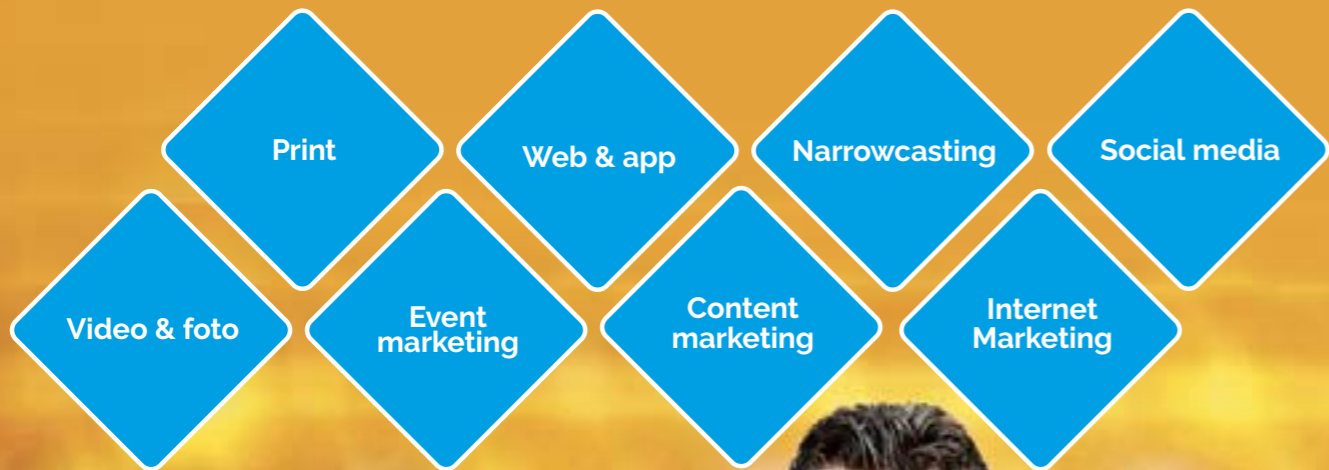 Print
Web & app
Narrowcasting
Social media
Video & foto
Event
marketing
Content
marketing
Internet
Marketing